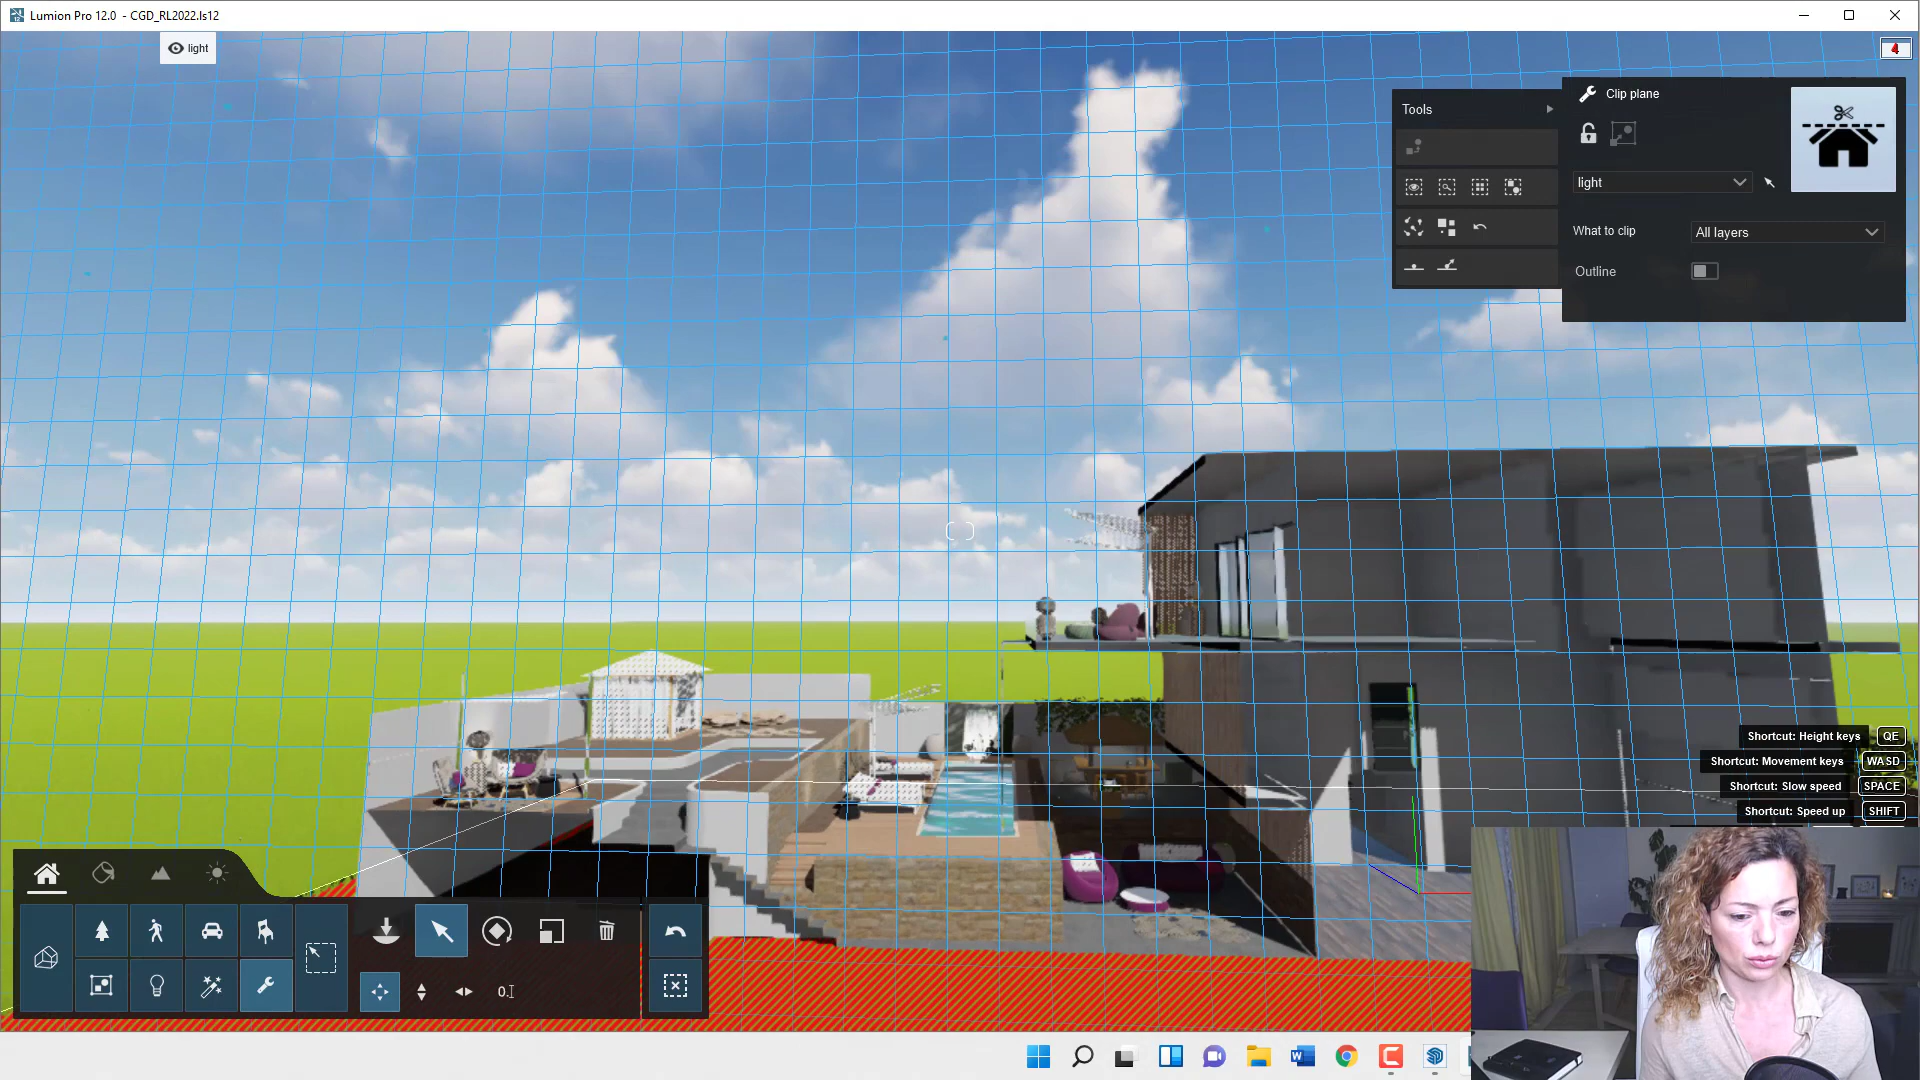 Lumion Pro 12.0 - CGD_RL2022.ls12
light
4
Tools
Clip plane
light
What to clip
All layers
Outline
Shortcut: Height keys QE
Shortcut: Movement keys WASD
Shortcut: Slow speed SPACE
Shortcut: Speed up SHIFT
0.